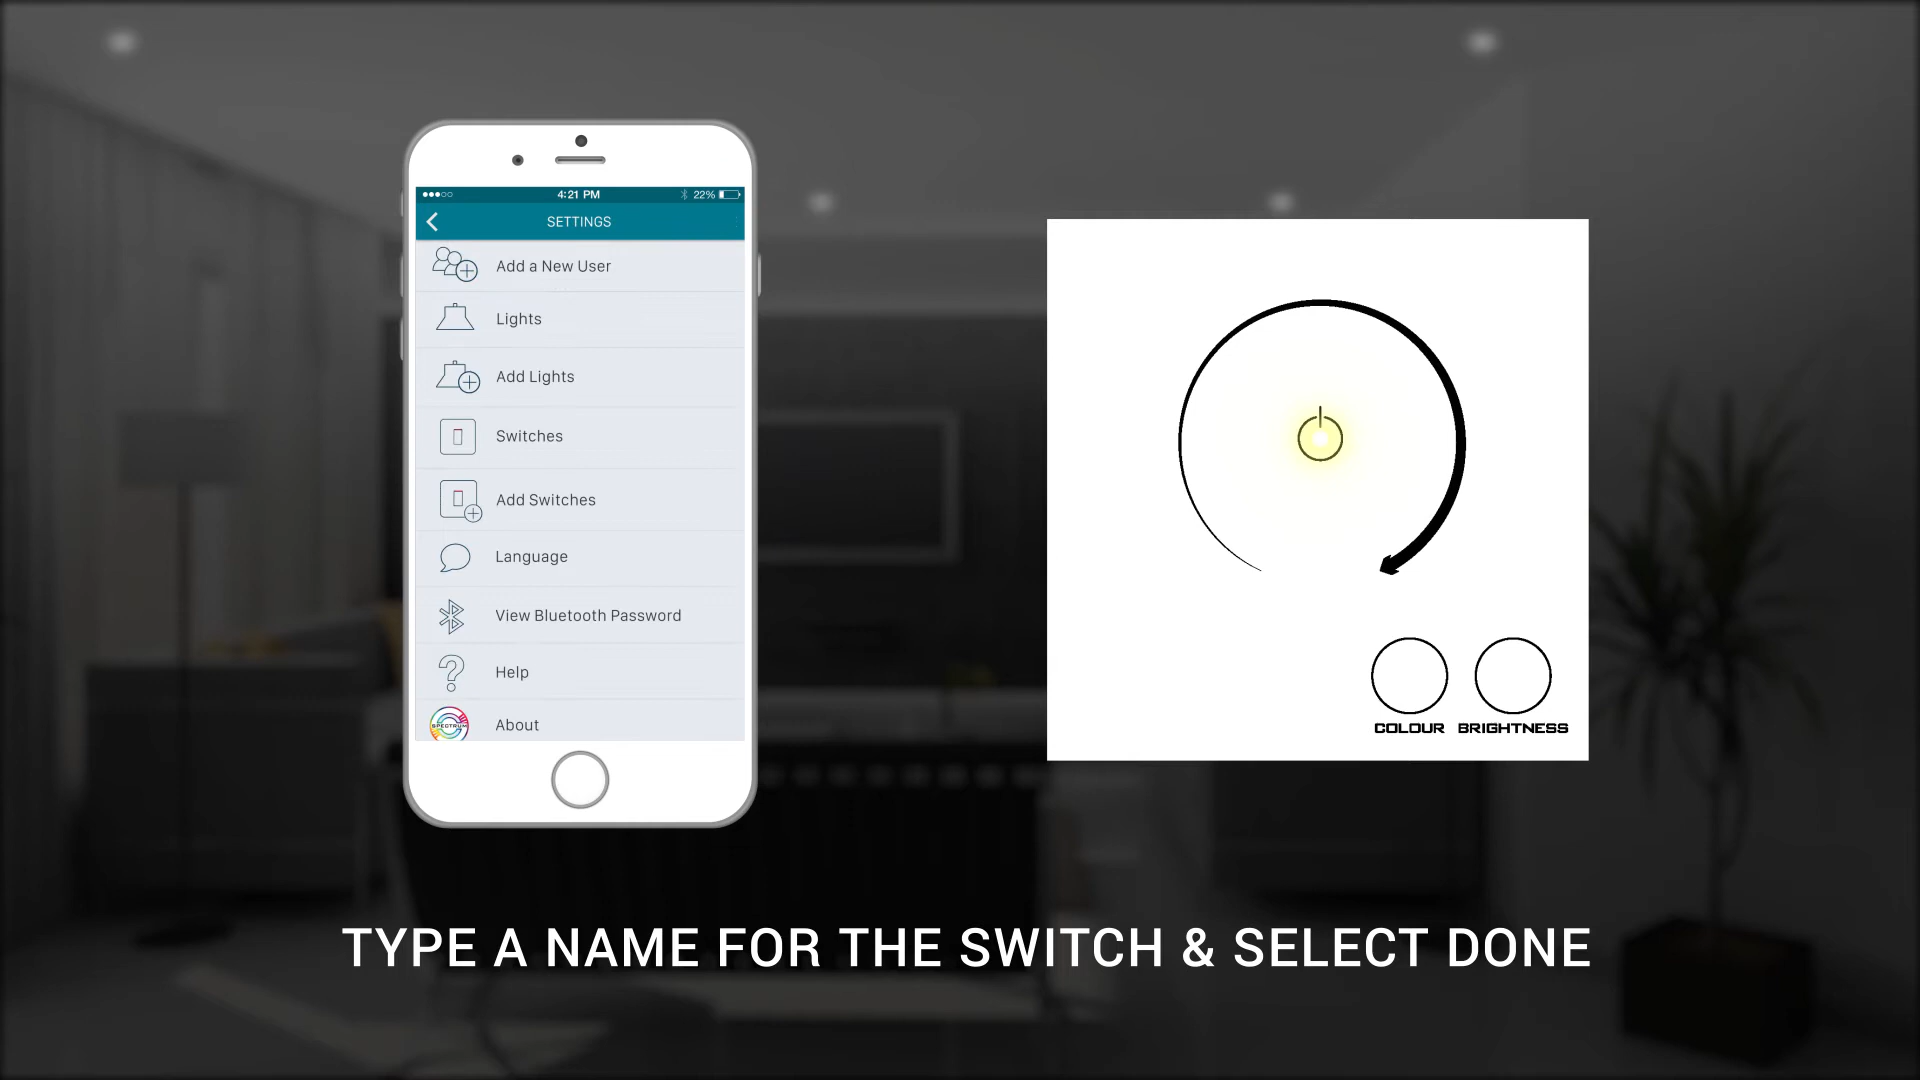 4:21 PM
22%
SETTINGS
Add a New User
Lights
Add Lights
Switches
Add Switches
Language
View Bluetooth Password
Help
SPECTRUM
About
COLOUR BRIGHTNESS
TYPE A NAME FOR THE SWITCH & SELECT DONE